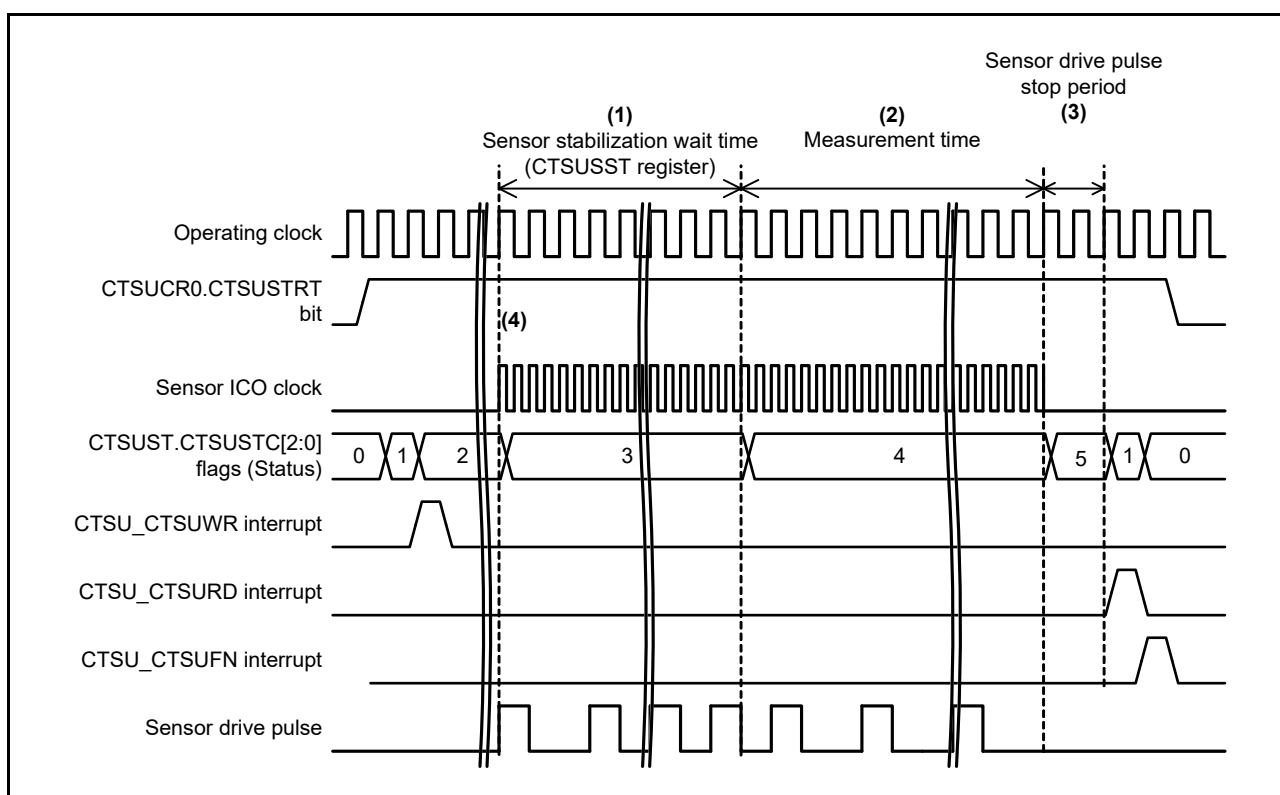 Sensor drive pulse
stop period
(3)
(1)
Sensor stabilization wait time
(CTSUSST register)
(2)
Measurement time
Operating clock
CTSUCR0.CTSUSTRT
bit
(4)
Sensor ICO clock
CTSUST.CTSUSTC[2:0]
flags (Status)
0 1 2 3 4 5 1 0
CTSU_CTSUWR interrupt
CTSU_CTSURD interrupt
CTSU_CTSUFN interrupt
Sensor drive pulse